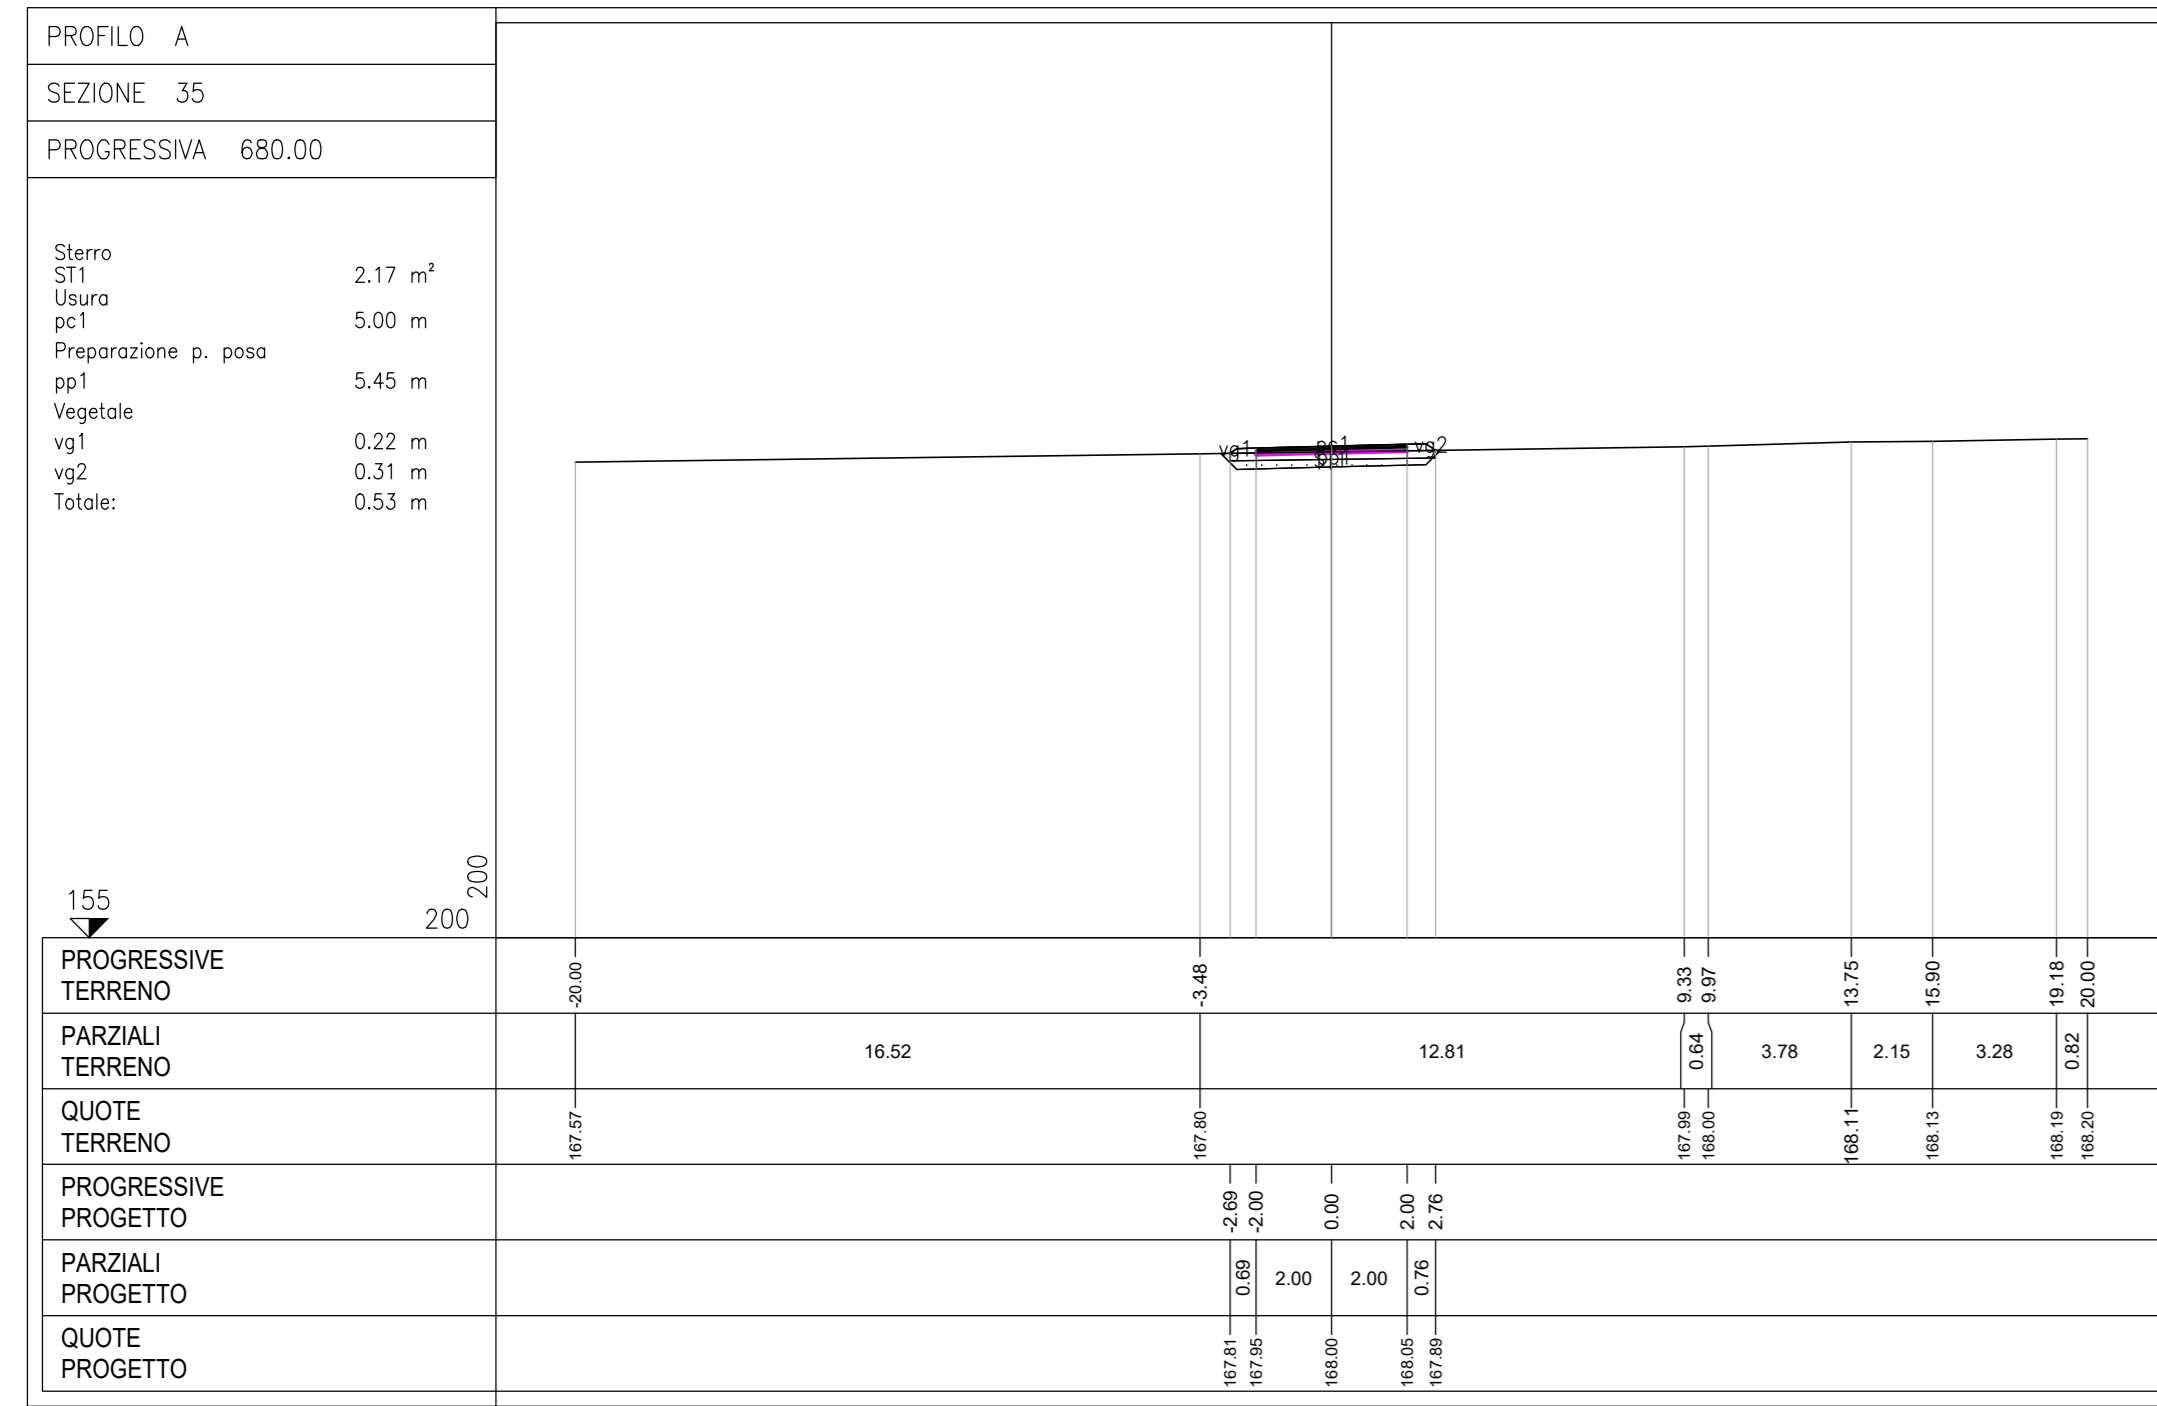 PROFILO A
SEZIONE 35
PROGRESSIVA 680.00
Sterro
ST1 2.17 m²
Usura
pc1 5.00 m
Preparazione p. posa
pp1 5.45 m
Vegetale
vg1 0.22 m
vg2 0.31 m
Totale: 0.53 m
vg1 pc1 vg2
155
200
200
PROGRESSIVE
TERRENO
-20.00 -3.48 9.33 9.97 13.75 15.90 19.18 20.00
PARZIALI
TERRENO
16.52 12.81 0.64 3.78 2.15 3.28 0.82
QUOTE
TERRENO
167.57 167.80 167.99 168.00 168.11 168.13 168.19 168.20
PROGRESSIVE
PROGETTO
-2.69 -2.00 0.00 2.00 2.76
PARZIALI
PROGETTO
0.69 2.00 2.00 0.76
QUOTE
PROGETTO
167.81 167.95 168.00 168.05 167.89